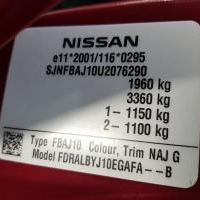 NISSAN
e11*2001/116*0295
SJNFBAJ10U2076290
1960 kg
3360 kg
1 - 1150 kg
2 - 1100 kg
Type FBAJ10 Colour, Trim NAJ G
Model FDRALBYJ10EGAFA---B